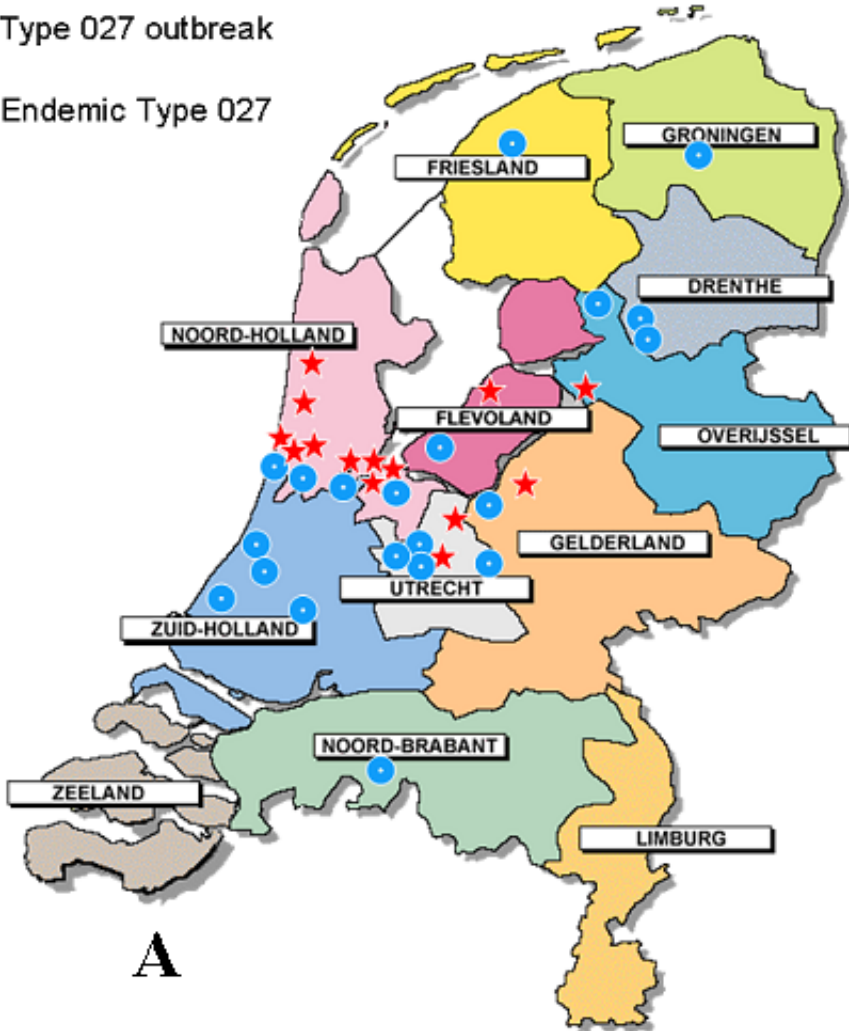 Type 027 outbreak
Endemic Type 027
GRONINGEN
FRIESLAND
DRENTHE
NOORD-HOLLAND
FLEVOLAND
OVERIJSSEL
GELDERLAND
UTRECHT
ZUID-HOLLAND
NOORD-BRABANT
ZEELAND
LIMBURG
A